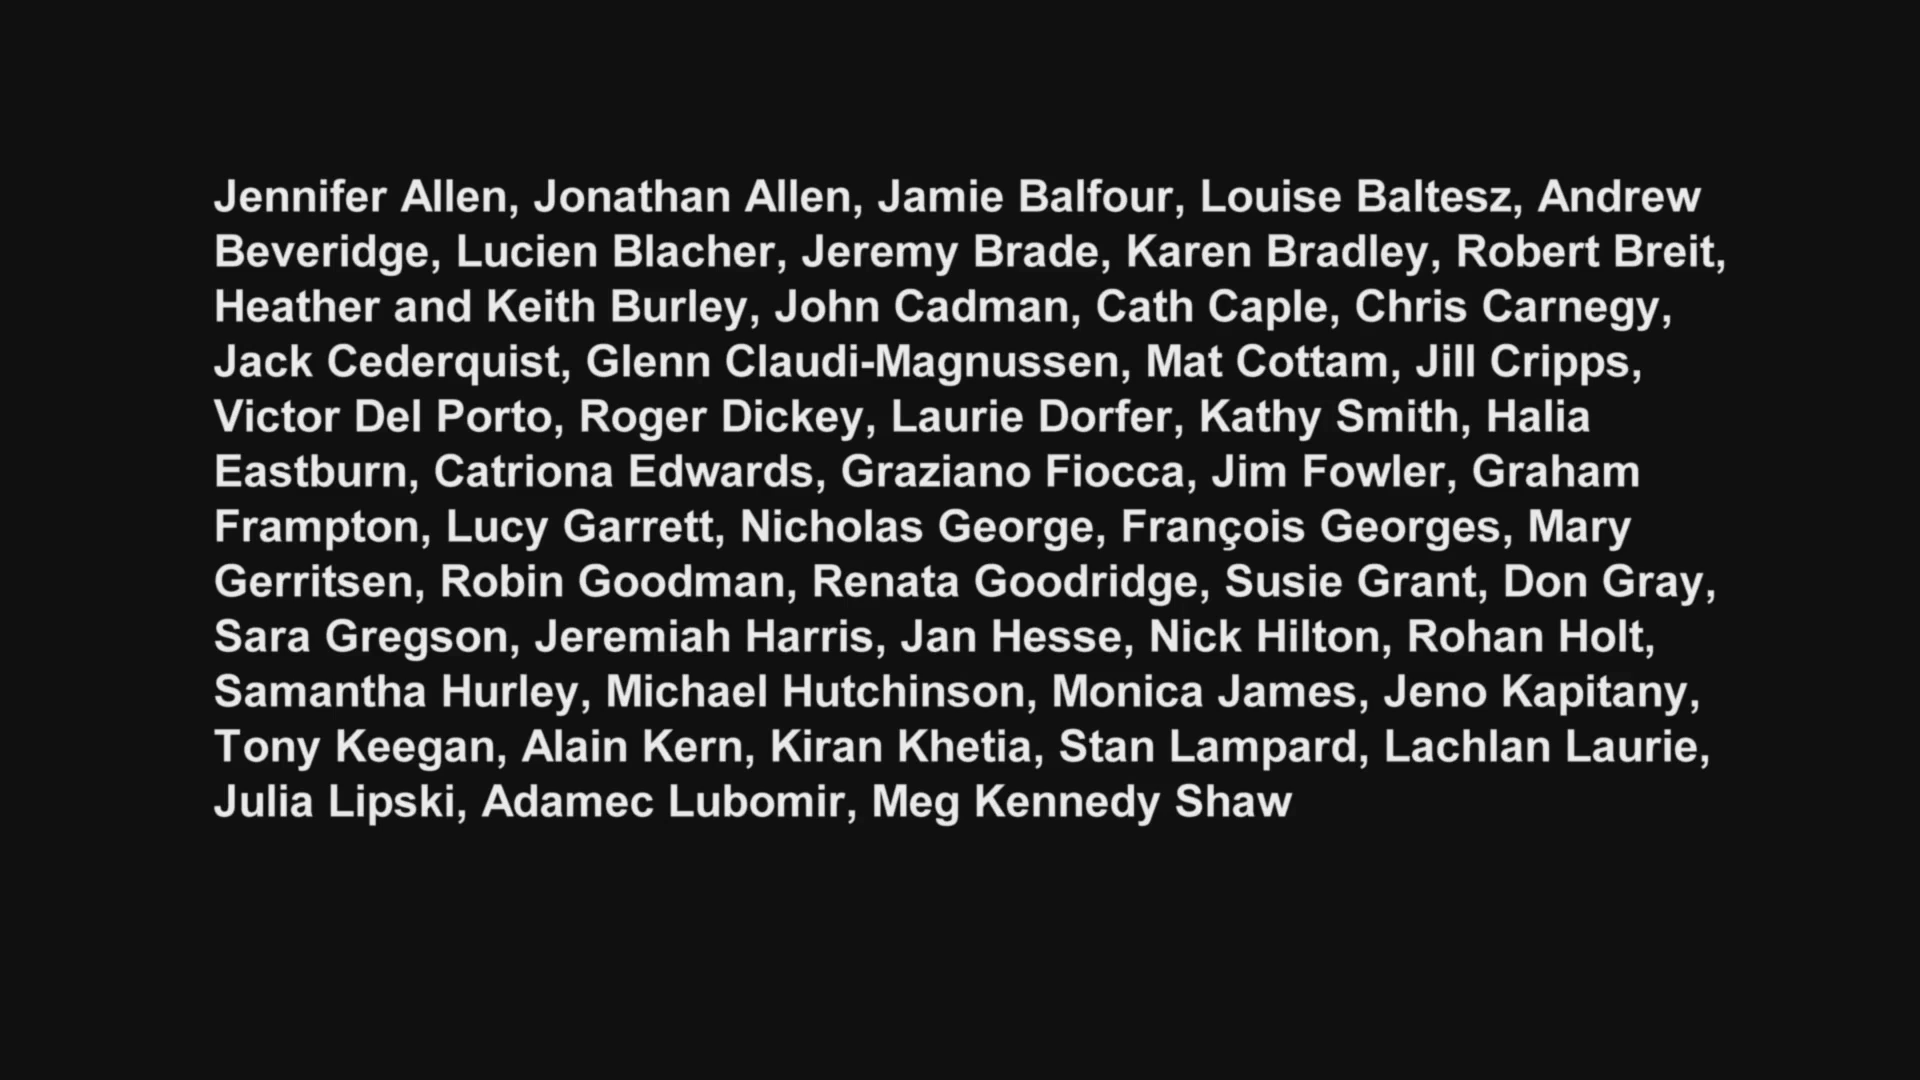 Jennifer Allen, Jonathan Allen, Jamie Balfour, Louise Baltesz, Andrew
Beveridge, Lucien Blacher, Jeremy Brade, Karen Bradley, Robert Breit,
Heather and Keith Burley, John Cadman, Cath Caple, Chris Carnegy,
Jack Cederquist, Glenn Claudi-Magnussen, Mat Cottam, Jill Cripps,
Victor Del Porto, Roger Dickey, Laurie Dorfer, Kathy Smith, Halia
Eastburn, Catriona Edwards, Graziano Fiocca, Jim Fowler, Graham
Frampton, Lucy Garrett, Nicholas George, François Georges, Mary
Gerritsen, Robin Goodman, Renata Goodridge, Susie Grant, Don Gray,
Sara Gregson, Jeremiah Harris, Jan Hesse, Nick Hilton, Rohan Holt,
Samantha Hurley, Michael Hutchinson, Monica James, Jeno Kapitany,
Tony Keegan, Alain Kern, Kiran Khetia, Stan Lampard, Lachlan Laurie,
Julia Lipski, Adamec Lubomir, Meg Kennedy Shaw